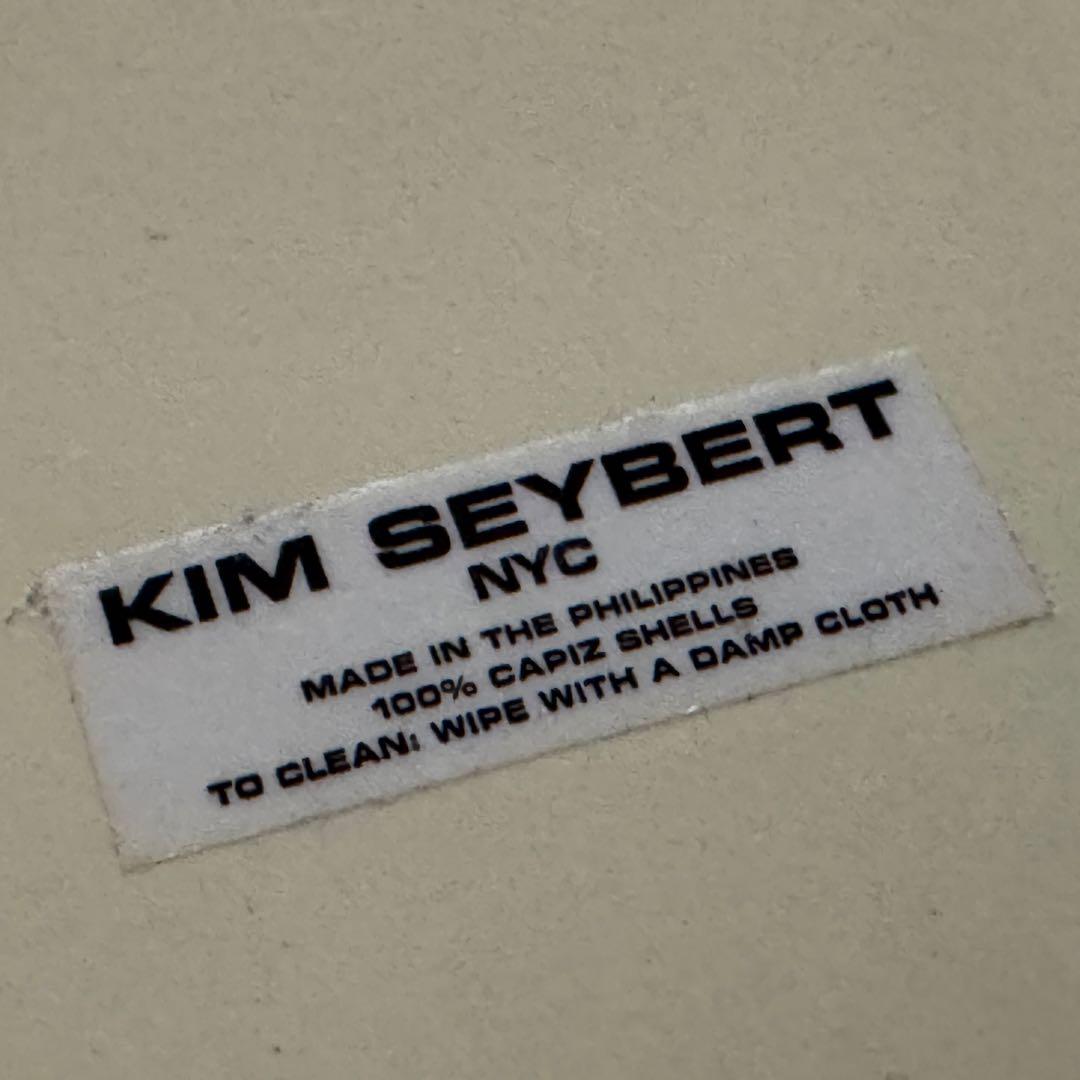 KIM SEYBERT
NYC
MADE IN THE PHILIPPINES
100% CAPIZ SHELLS
TO CLEAN: WIPE WITH A DAMP CLOTH